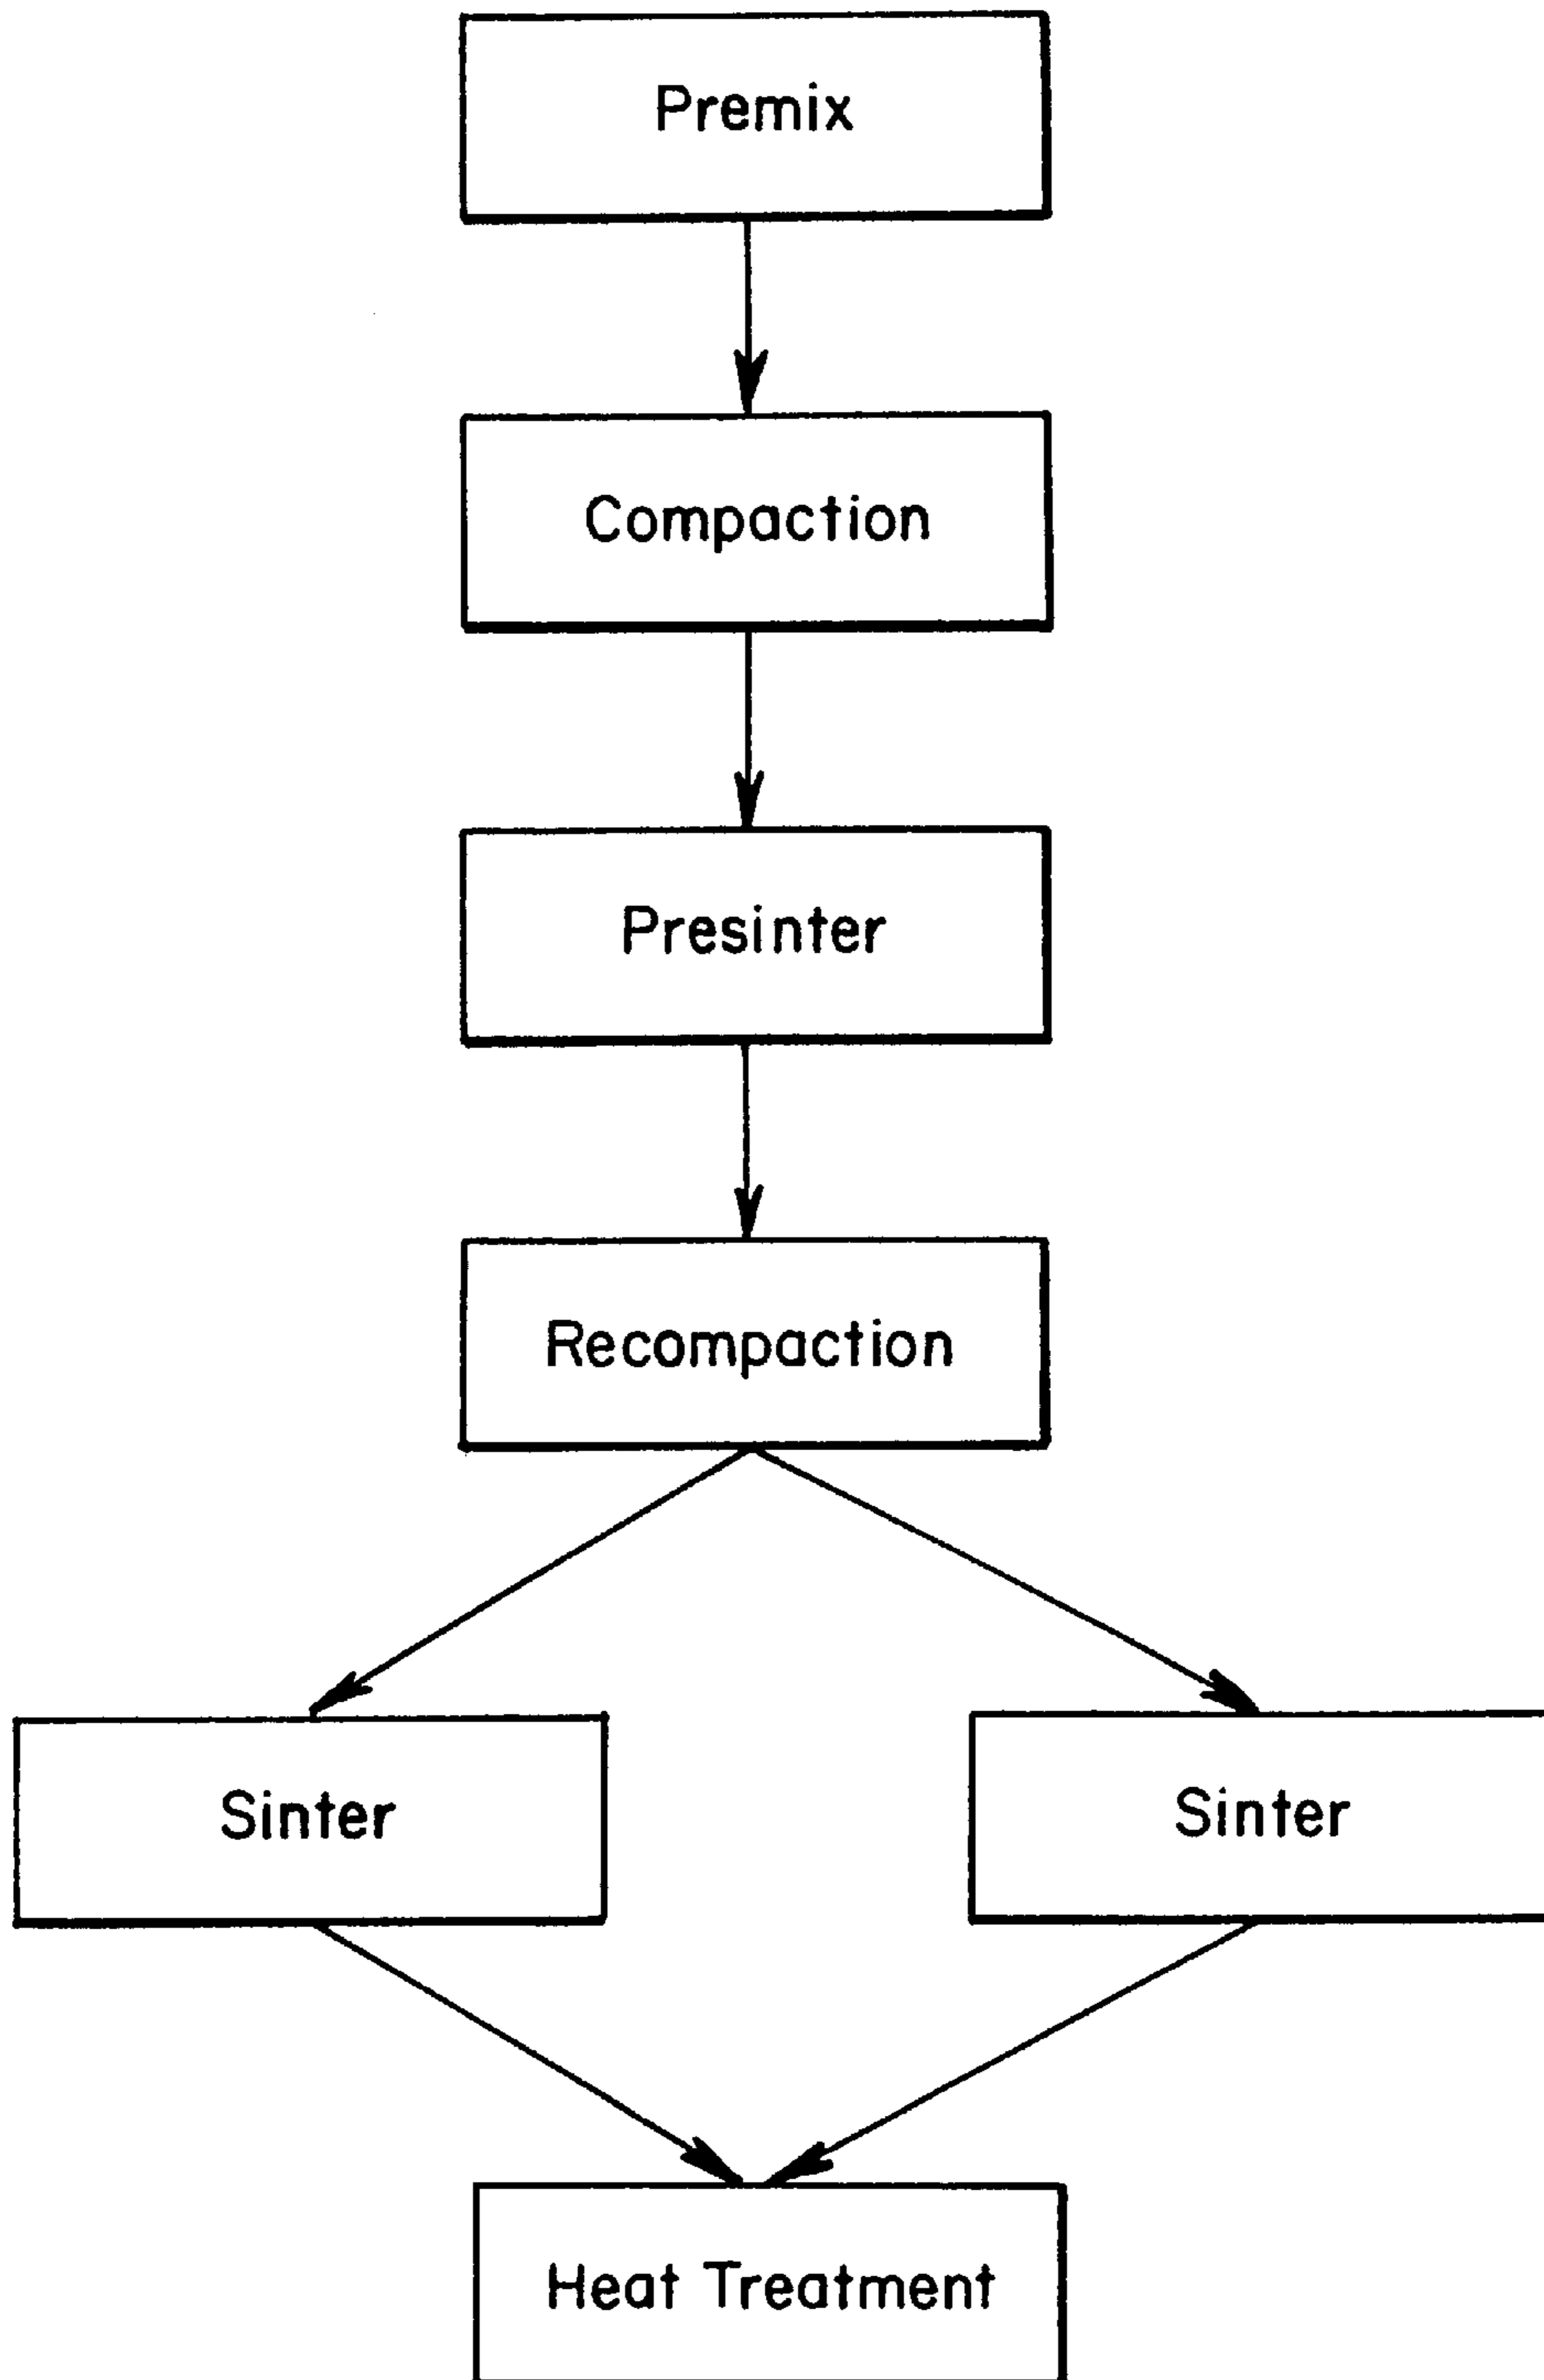 Premix
Compaction
Presinter
Recompaction
Sinter
Sinter
Heat Treatment